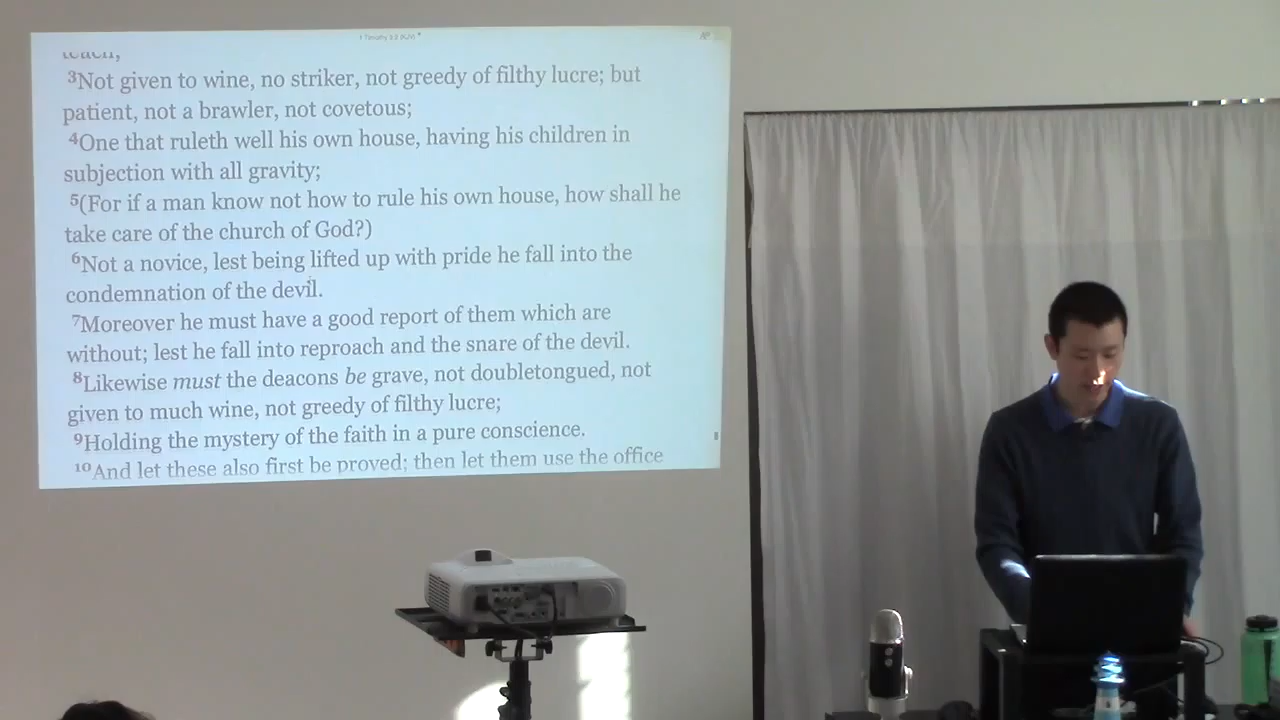 1 Timothy 3:3 (KJV)
teach,
³Not given to wine, no striker, not greedy of filthy lucre; but
patient, not a brawler, not covetous;
⁴One that ruleth well his own house, having his children in
subjection with all gravity;
⁵(For if a man know not how to rule his own house, how shall he
take care of the church of God?)
⁶Not a novice, lest being lifted up with pride he fall into the
condemnation of the devil.
⁷Moreover he must have a good report of them which are
without; lest he fall into reproach and the snare of the devil.
⁸Likewise must the deacons be grave, not doubletongued, not
given to much wine, not greedy of filthy lucre;
⁹Holding the mystery of the faith in a pure conscience.
¹⁰And let these also first be proved; then let them use the office